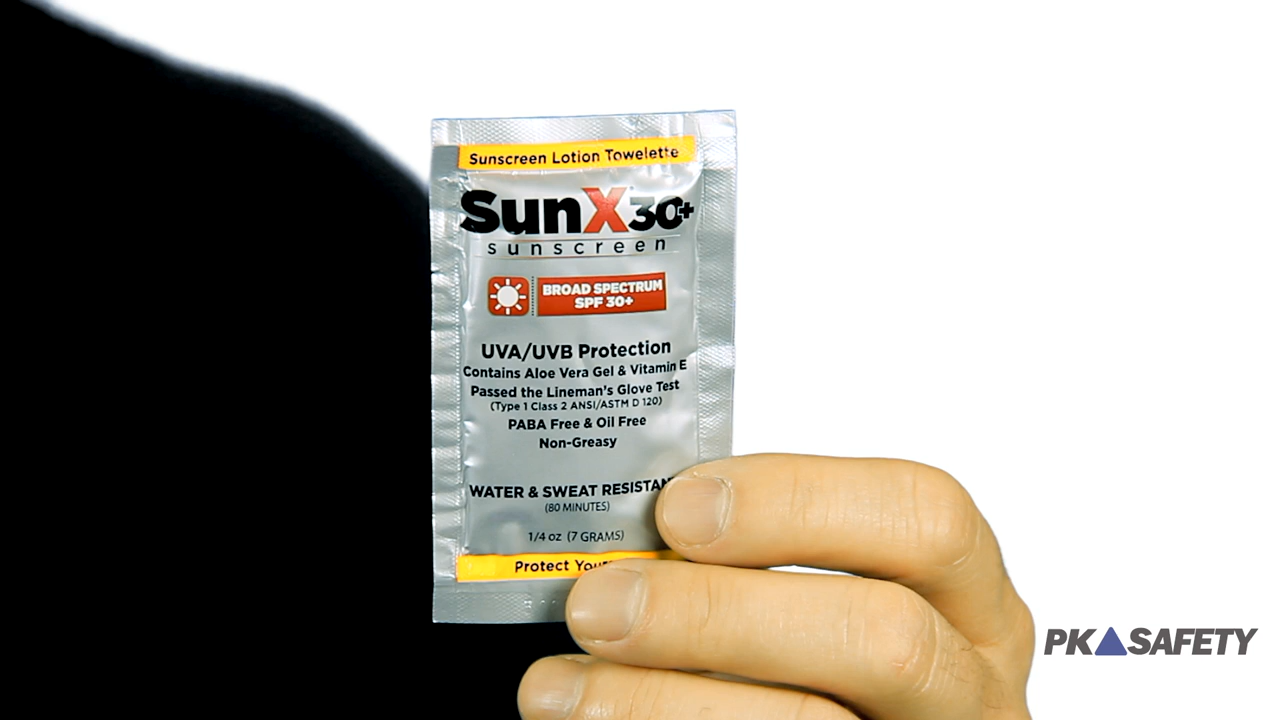 Sunscreen Lotion Towelette
SunX30+
sunscreen
BROAD SPECTRUM
SPF 30+
UVA/UVB Protection
Contains Aloe Vera Gel & Vitamin E
Passed the Lineman's Glove Test
(Type 1 Class 2 ANSI/ASTM D 120)
PABA Free & Oil Free
Non-Greasy
WATER & SWEAT RESISTAN
(80 MINUTES)
1/4 oz (7 GRAMS)
Protect
PK SAFETY